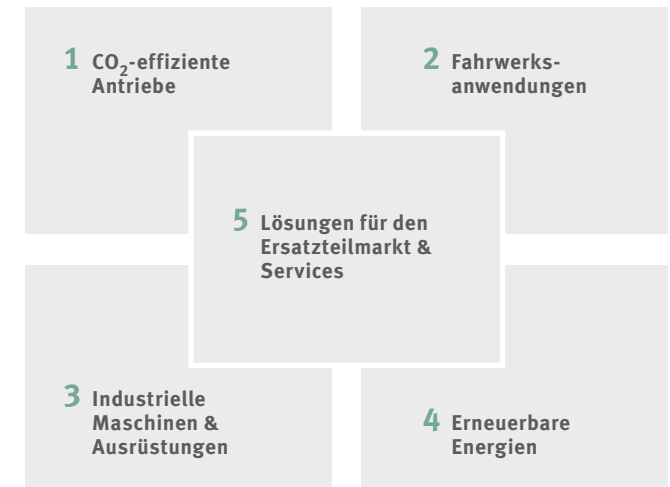 1 CO₂-effiziente
Antriebe
2 Fahrwerks-
anwendungen
5 Lösungen für den
Ersatzteilmarkt &
Services
3 Industrielle
Maschinen &
Ausrüstungen
4 Erneuerbare
Energien